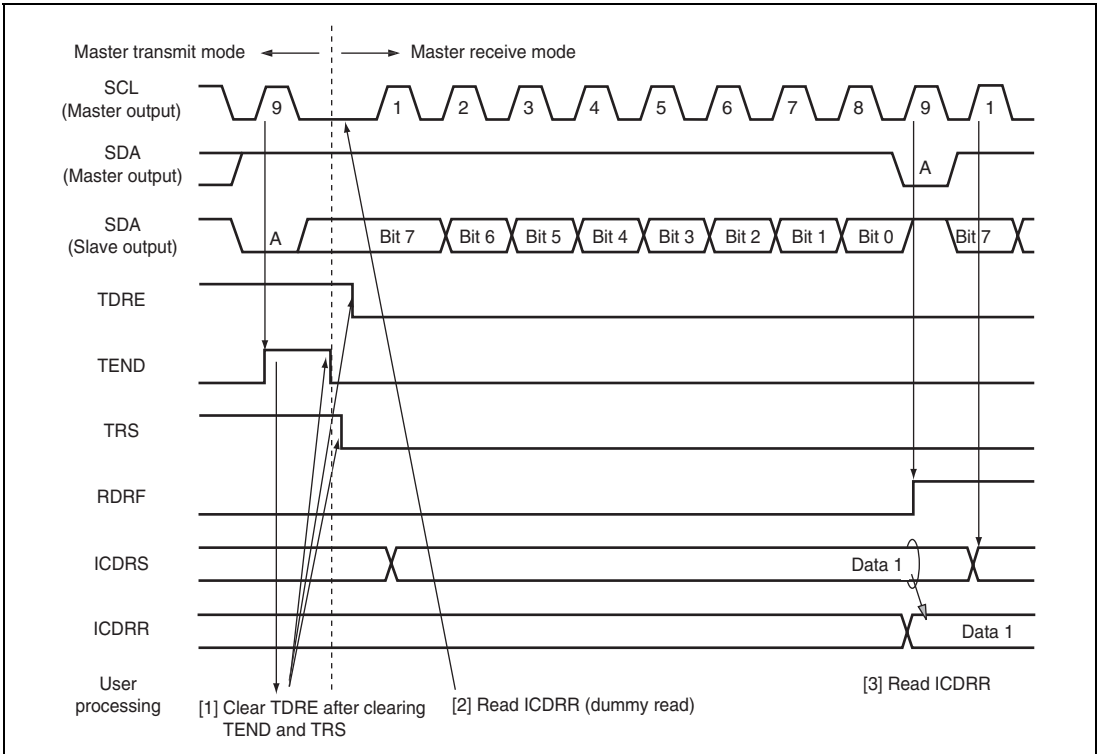 Master transmit mode
Master receive mode
SCL
(Master output)
9
1
2
3
4
5
6
7
8
9
1
SDA
(Master output)
A
SDA
(Slave output)
A
Bit 7
Bit 6
Bit 5
Bit 4
Bit 3
Bit 2
Bit 1
Bit 0
Bit 7
TDRE
TEND
TRS
RDRF
ICDRS
Data 1
ICDRR
Data 1
User
processing
[1] Clear TDRE after clearing
TEND and TRS
[2] Read ICDRR (dummy read)
[3] Read ICDRR